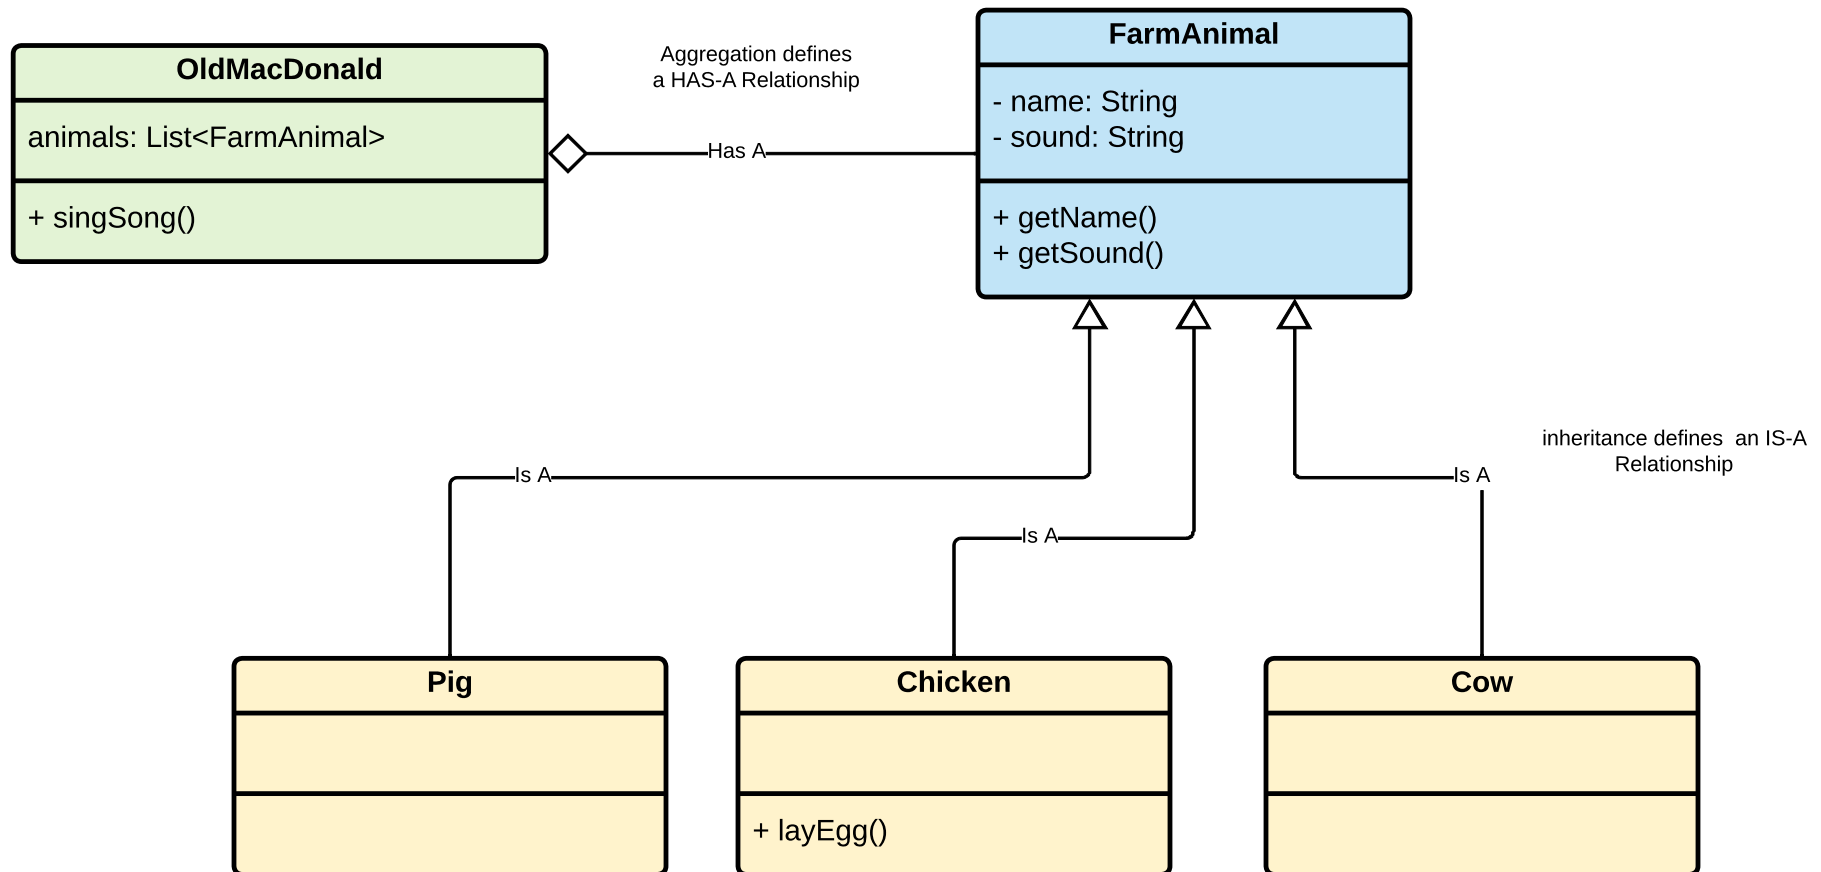 OldMacDonald
animals: List<FarmAnimal>
+ singSong()
Aggregation defines
a HAS-A Relationship
Has A
FarmAnimal
- name: String
- sound: String
+ getName()
+ getSound()
inheritance defines  an IS-A
Relationship
Is A
Is A
Is A
Pig
Chicken
+ layEgg()
Cow